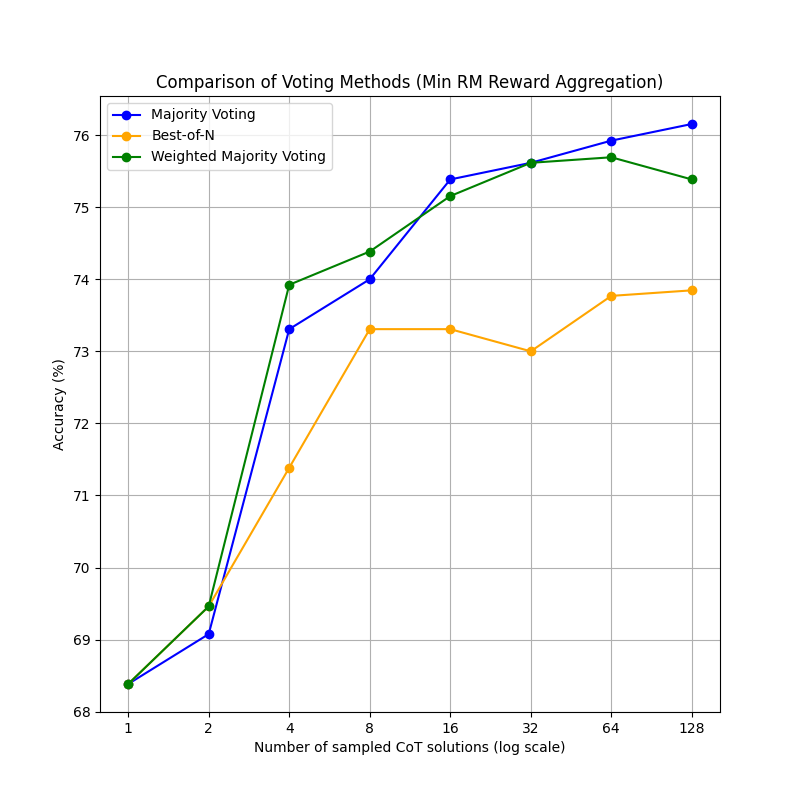 Comparison of Voting Methods (Min RM Reward Aggregation)
Majority Voting
Best-of-N
Weighted Majority Voting
76
75
74
73
72
71
70
69
68
Accuracy (%)
1 2 4 8 16 32 64 128
Number of sampled CoT solutions (log scale)